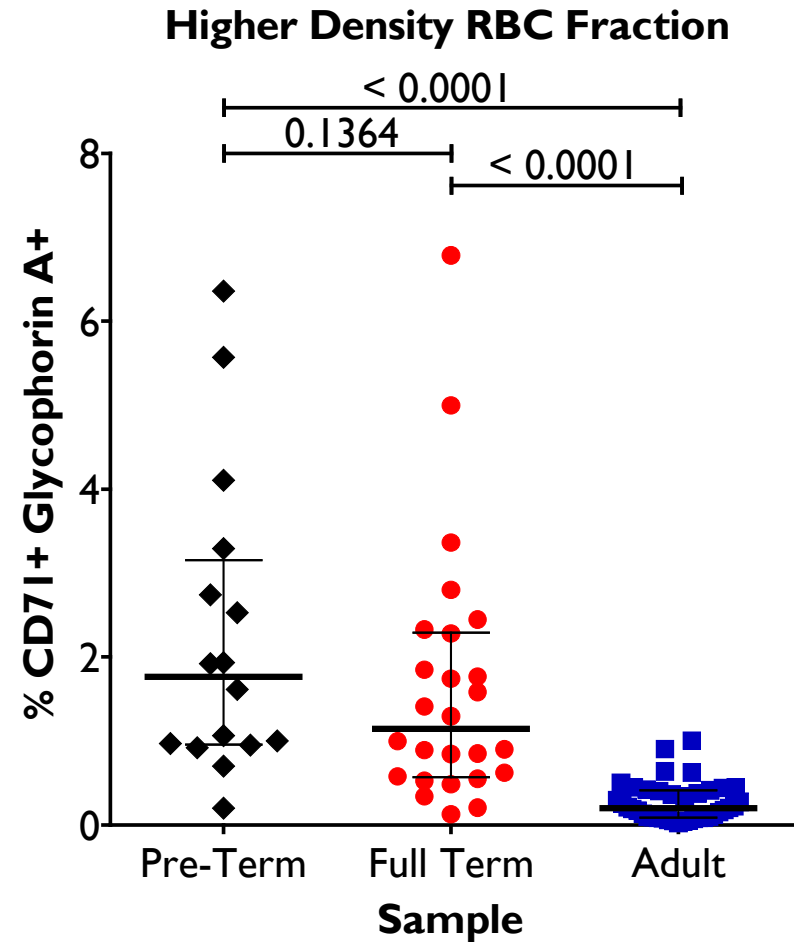 Higher Density RBC Fraction
< 0.0001
0.1364
< 0.0001
8
6
4
2
0
% CD71+ Glycophorin A+
Pre-Term Full Term Adult
Sample